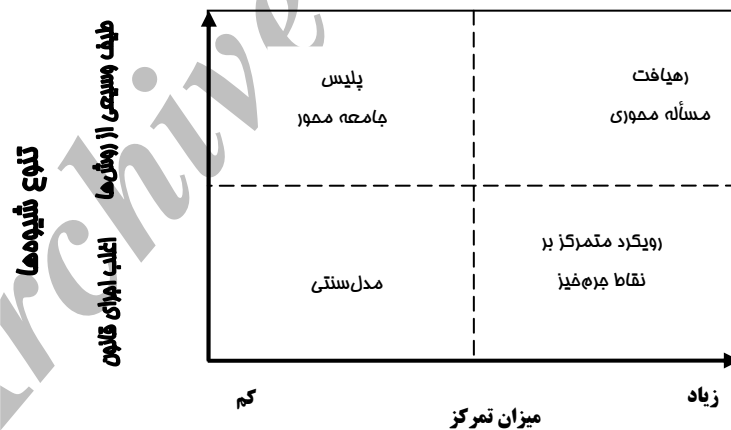 تنوع شیوه‌ها
طیف وسیعی از روش‌ها
اغلب اجرای قانون
رهیافت
مسأله محوری
پلیس
جامعه محور
رویکرد متمرکز بر
نقاط جرم‌خیز
مدل‌سنتی
زیاد
کم
میزان تمرکز
Archive